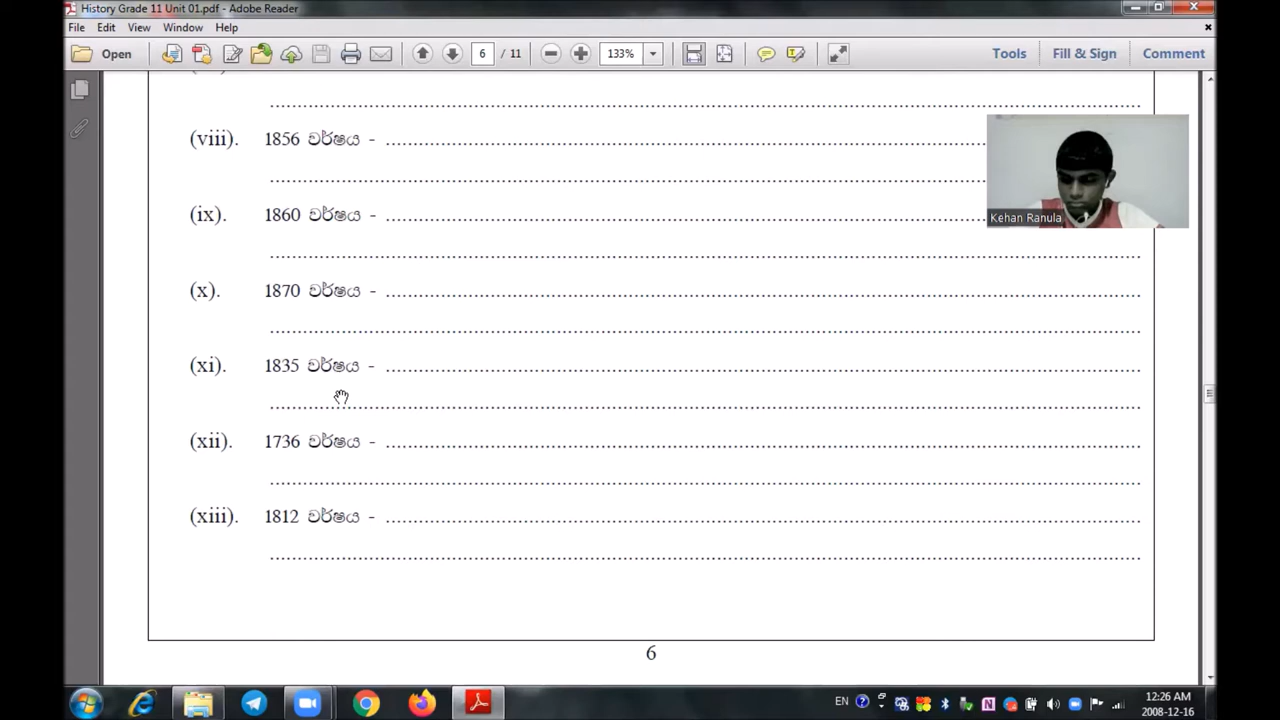 History Grade 11 Unit 01.pdf - Adobe Reader
File Edit View Window Help
Open 6 / 11 133% Tools Fill & Sign Comment
(viii). 1856 වර්ෂය -
(ix). 1860 වර්ෂය -
Kehan Ranula
(x). 1870 වර්ෂය -
(xi). 1835 වර්ෂය -
(xii). 1736 වර්ෂය -
(xiii). 1812 වර්ෂය -
6
EN 12:26 AM
2008-12-16